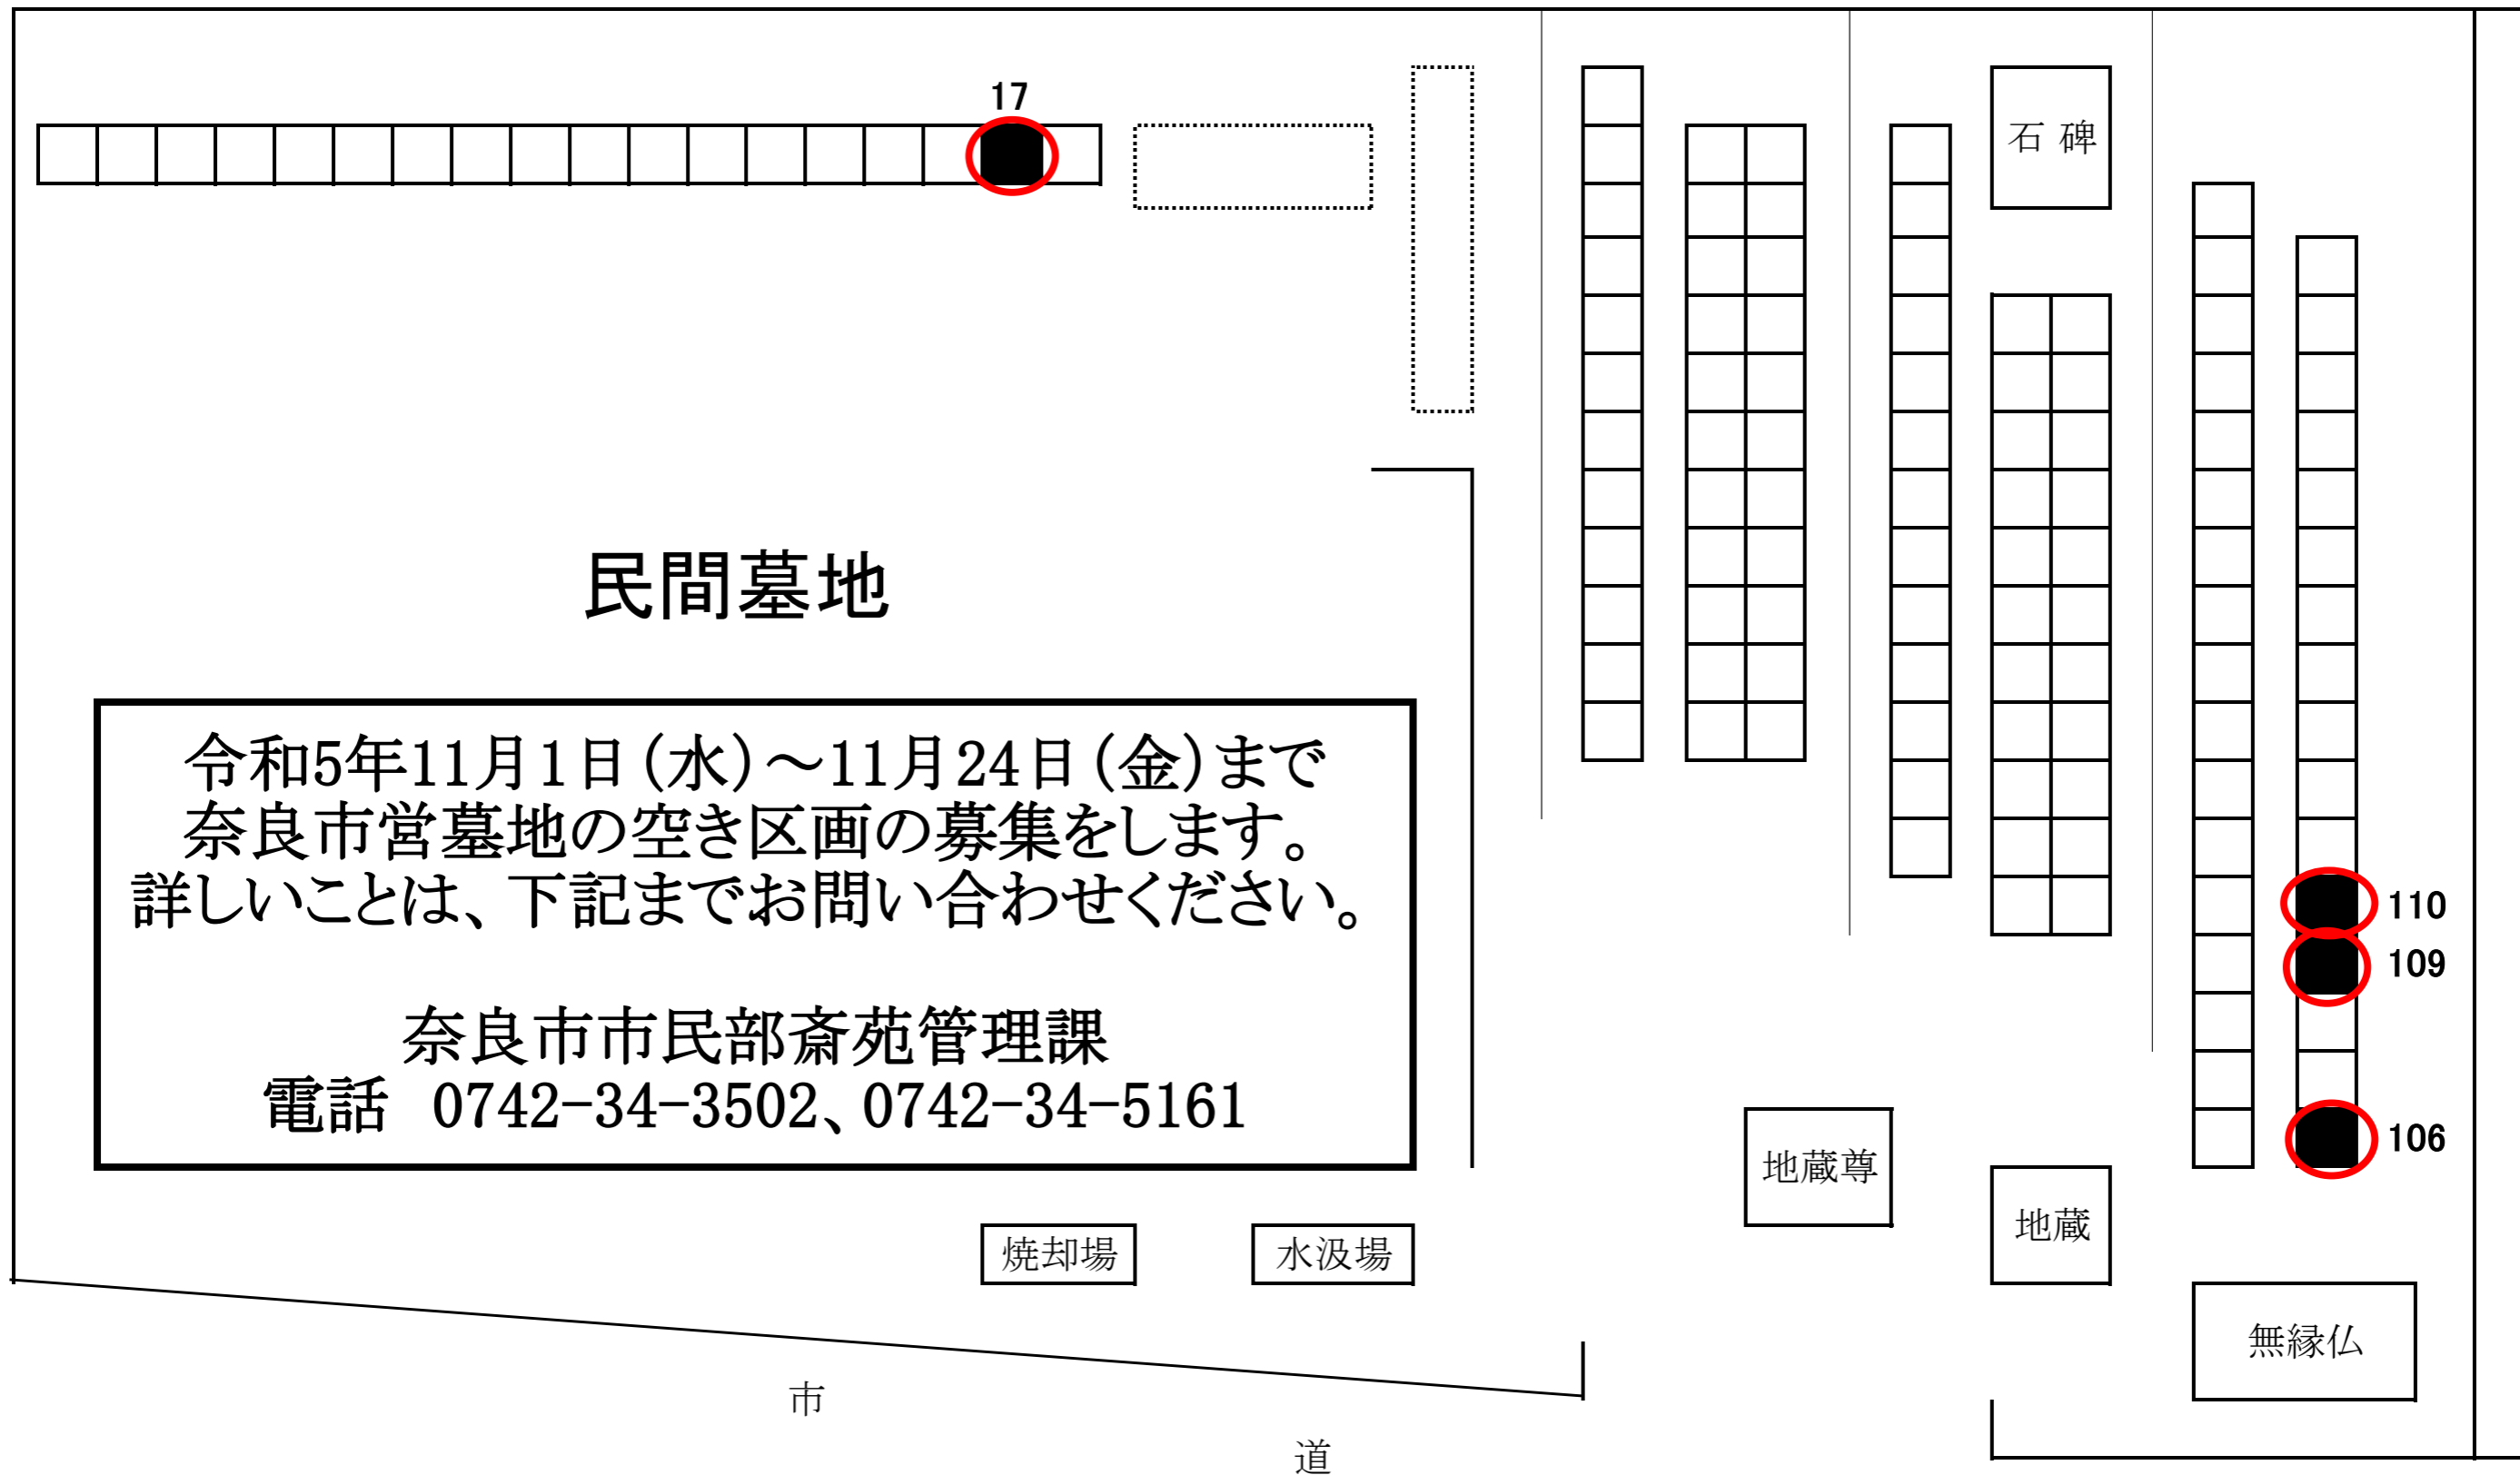 17
石 碑
民間墓地
令和5年11月1日(水)～11月24日(金)まで
奈良市営墓地の空き区画の募集をします。
詳しいことは、下記までお問い合わせください。
奈良市市民部斎苑管理課
電話　0742-34-3502、0742-34-5161
110
109
106
地蔵尊
地蔵
焼却場
水汲場
無縁仏
市
道